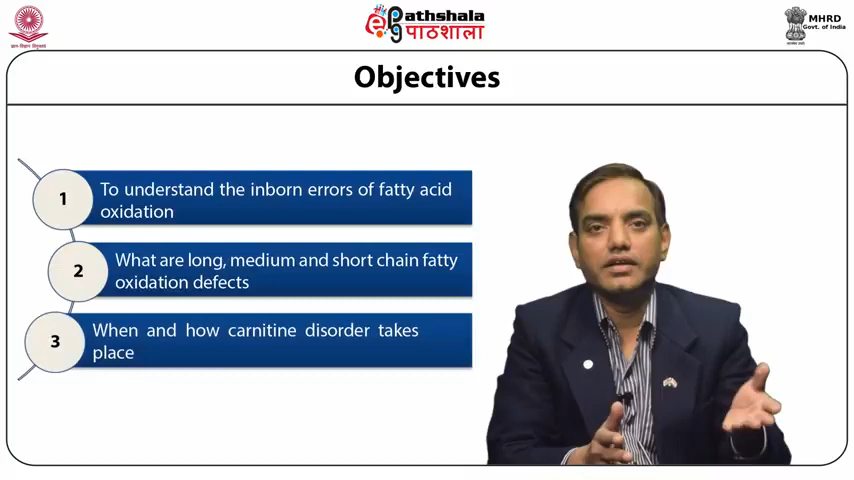 ePathshala
पाठशाला
MHRD
Govt. of India
Objectives
1
To understand the inborn errors of fatty acid
oxidation
2
What are long, medium and short chain fatty
oxidation defects
3
When and how carnitine disorder takes
place